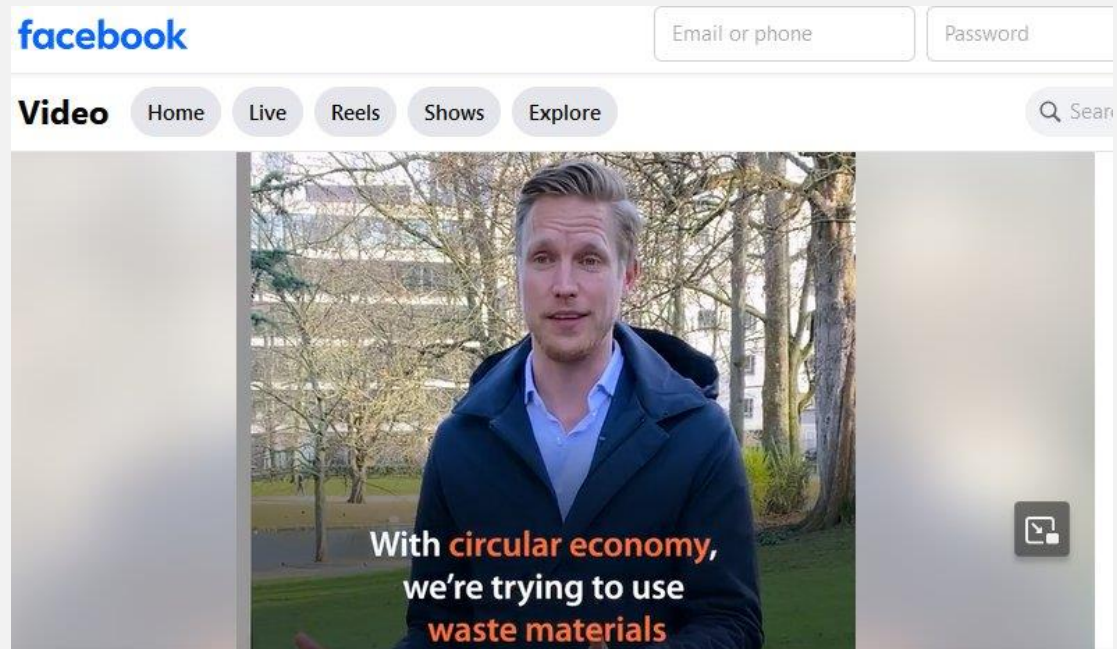 facebook
Email or phone
Password
Video
Home
Live
Reels
Shows
Explore
Sear
With circular economy,
we're trying to use
waste materials